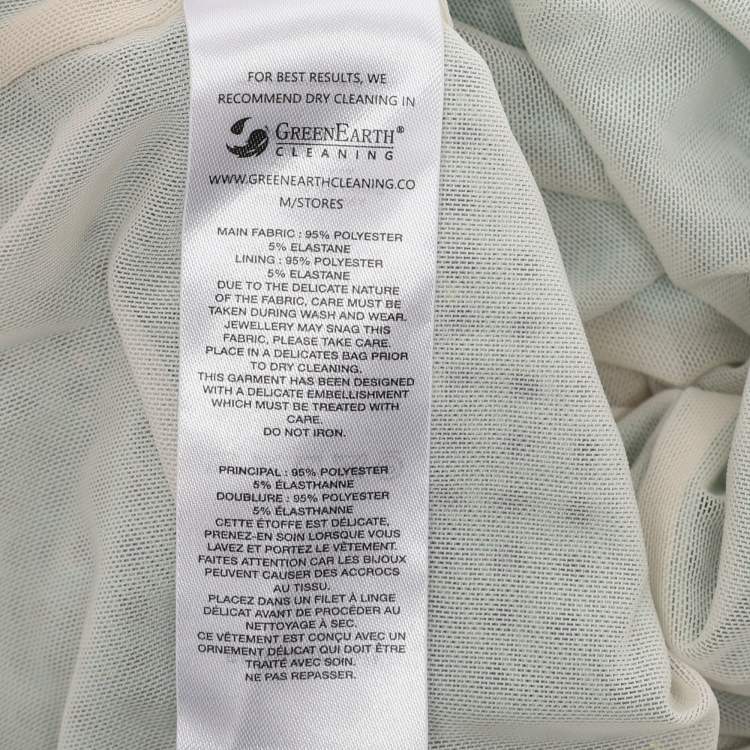 FOR BEST RESULTS, WE
RECOMMEND DRY CLEANING IN
GREENEARTH®
CLEANING
WWW.GREENEARTHCLEANING.CO
M/STORES
MAIN FABRIC : 95% POLYESTER
5% ELASTANE
LINING : 95% POLYESTER
5% ELASTANE
DUE TO THE DELICATE NATURE
OF THE FABRIC, CARE MUST BE
TAKEN DURING WASH AND WEAR.
JEWELLERY MAY SNAG THIS
FABRIC, PLEASE TAKE CARE.
PLACE IN A DELICATES BAG PRIOR
TO DRY CLEANING.
THIS GARMENT HAS BEEN DESIGNED
WITH A DELICATE EMBELLISHMENT
WHICH MUST BE TREATED WITH
CARE.
DO NOT IRON.
PRINCIPAL : 95% POLYESTER
5% ÉLASTHANNE
DOUBLURE : 95% POLYESTER
5% ÉLASTHANNE
CETTE ÉTOFFE EST DÉLICATE,
PRENEZ-EN SOIN LORSQUE VOUS
LAVEZ ET PORTEZ LE VÊTEMENT.
FAITES ATTENTION CAR LES BIJOUX
PEUVENT CAUSER DES ACCROCS
AU TISSU.
PLACEZ DANS UN FILET À LINGE
DÉLICAT AVANT DE PROCÉDER AU
NETTOYAGE À SEC.
CE VÊTEMENT EST CONÇU AVEC UN
ORNEMENT DÉLICAT QUI DOIT ÊTRE
TRAITÉ AVEC SOIN.
NE PAS REPASSER.